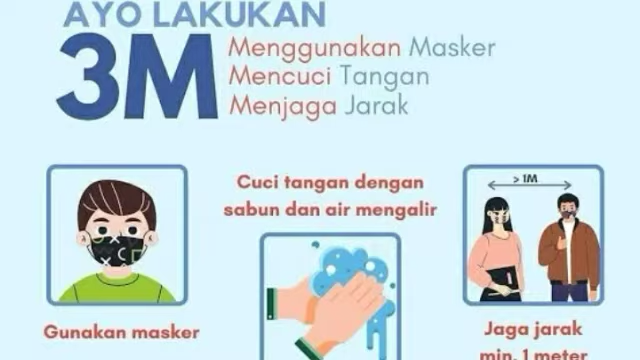 AYO LAKUKAN
3M
Menggunakan Masker
Mencuci Tangan
Menjaga Jarak
Cuci tangan dengan
sabun dan air mengalir
> 1M
Gunakan masker
Jaga jarak
min. 1 meter